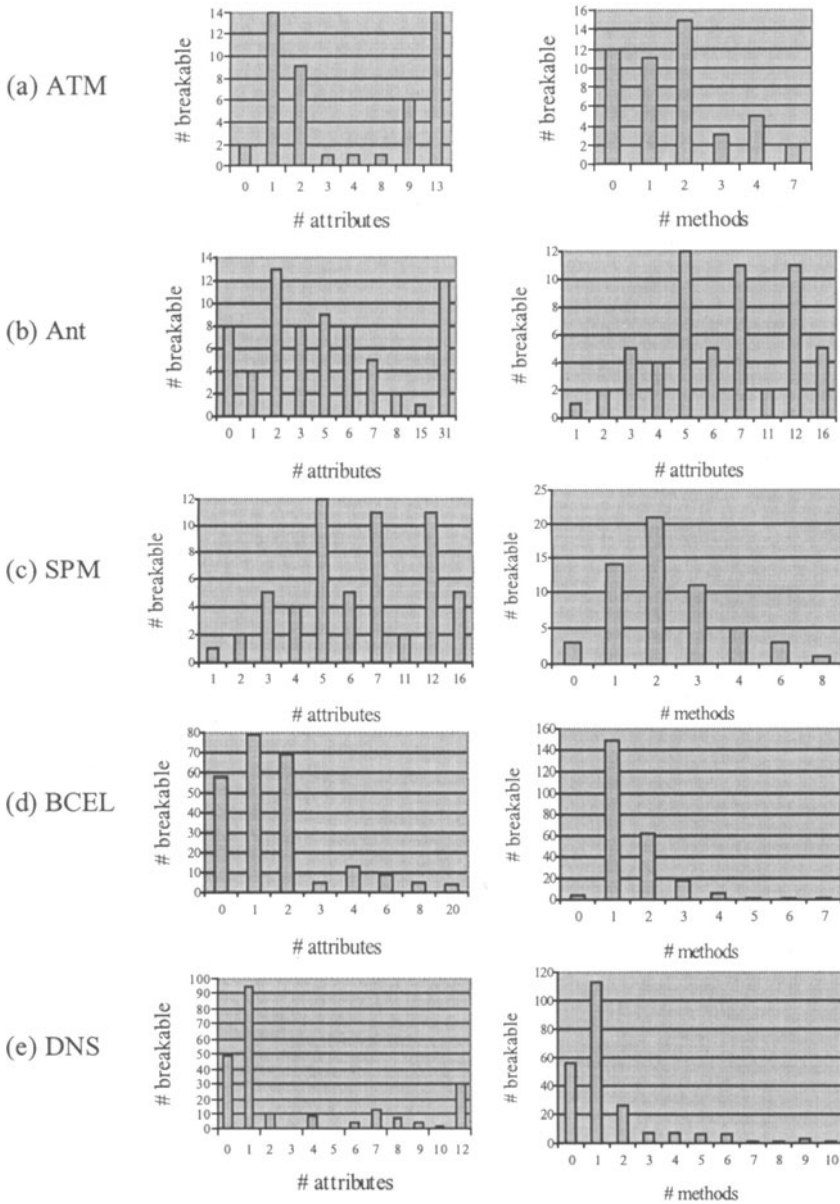 (a) ATM
# breakable
14
12
10
8
6
4
2
0
0 1 2 3 4 8 9 13
# attributes
# breakable
16
14
12
10
8
6
4
2
0
0 1 2 3 4 7
# methods
(b) Ant
# breakable
14
12
10
8
6
4
2
0
0 1 2 3 5 6 7 8 15 31
# attributes
# breakable
12
10
8
6
4
2
0
1 2 3 4 5 6 7 11 12 16
# attributes
(c) SPM
# breakable
12
10
8
6
4
2
0
1 2 3 4 5 6 7 11 12 16
# attributes
# breakable
25
20
15
10
5
0
0 1 2 3 4 6 8
# methods
(d) BCEL
# breakable
80
70
60
50
40
30
20
10
0
0 1 2 3 4 6 8 20
# attributes
# breakable
160
140
120
100
80
60
40
20
0
0 1 2 3 4 5 6 7
# methods
(e) DNS
# breakable
100
90
80
70
60
50
40
30
20
10
0
0 1 2 3 4 5 6 7 8 9 10 12
# attributes
# breakable
120
100
80
60
40
20
0
0 1 2 3 4 5 6 7 8 9 10
# methods